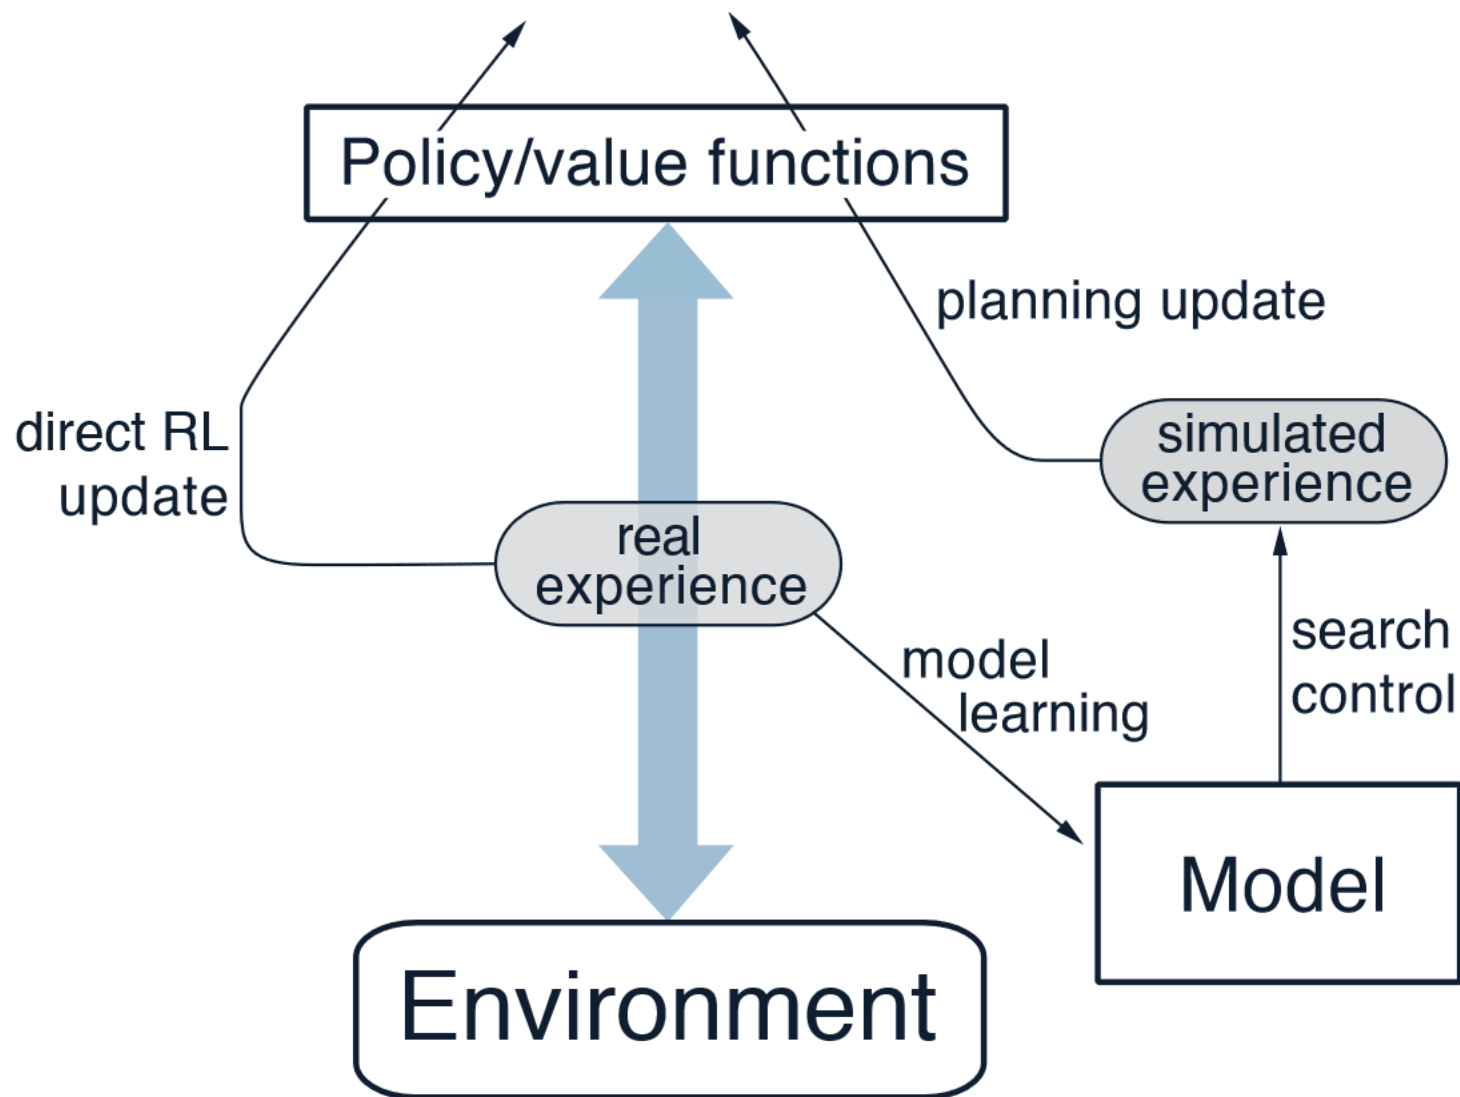 Policy/value functions
planning update
direct RL
update
simulated
experience
real
experience
model
learning
search
control
Model
Environment